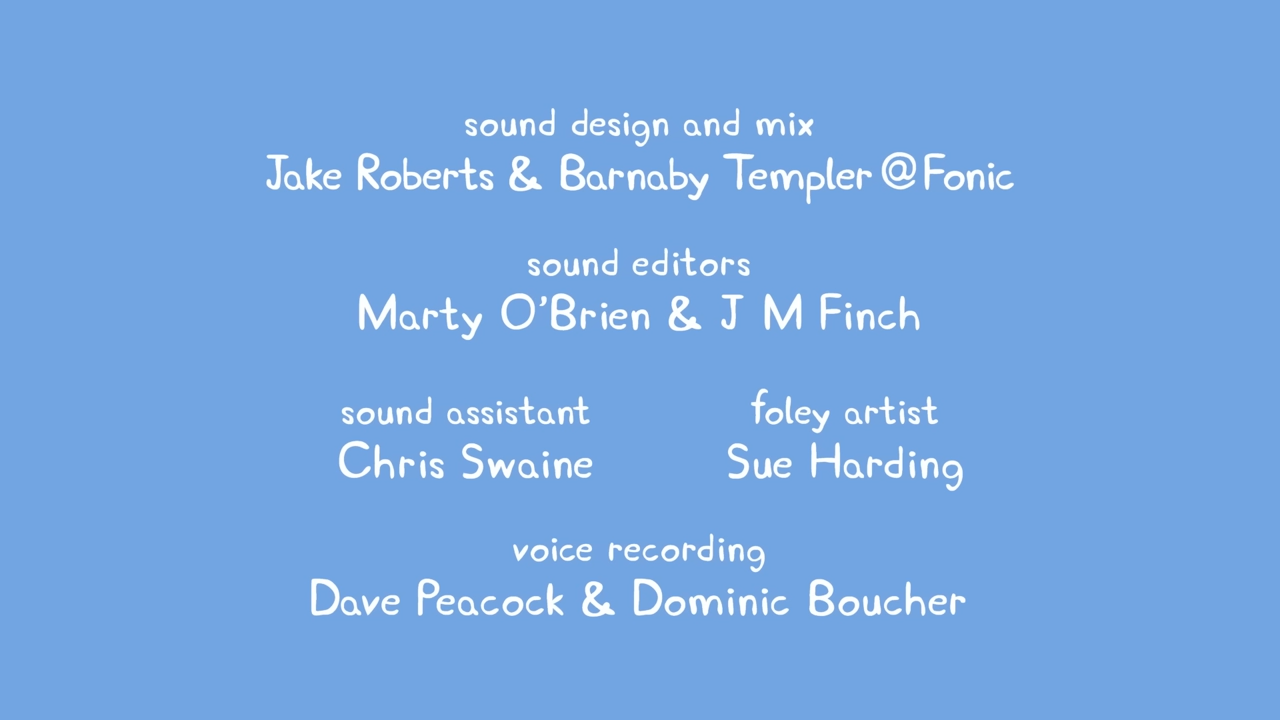 sound design and mix
Jake Roberts & Barnaby Templer @ Fonic
sound editors
Marty O'Brien & J M Finch
sound assistant
Chris Swaine
foley artist
Sue Harding
voice recording
Dave Peacock & Dominic Boucher